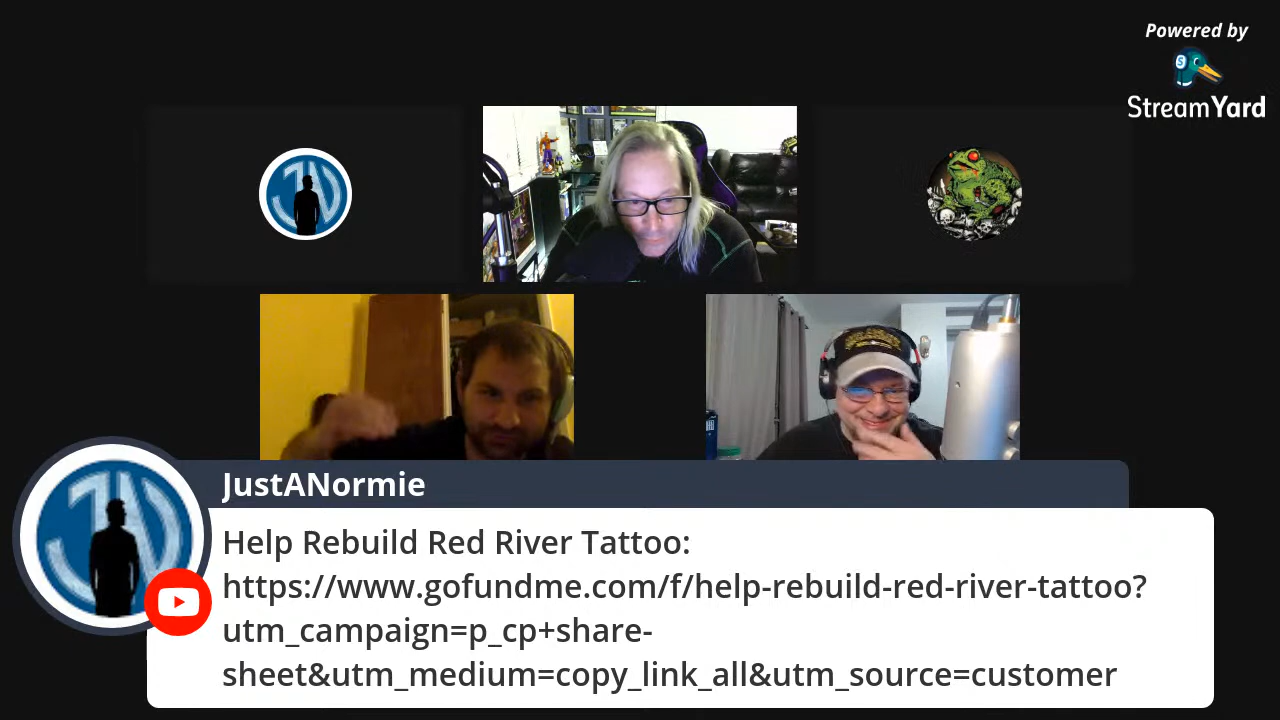 Powered by
StreamYard
JustANormie
Help Rebuild Red River Tattoo:
https://www.gofundme.com/f/help-rebuild-red-river-tattoo?
utm_campaign=p_cp+share-
sheet&utm_medium=copy_link_all&utm_source=customer